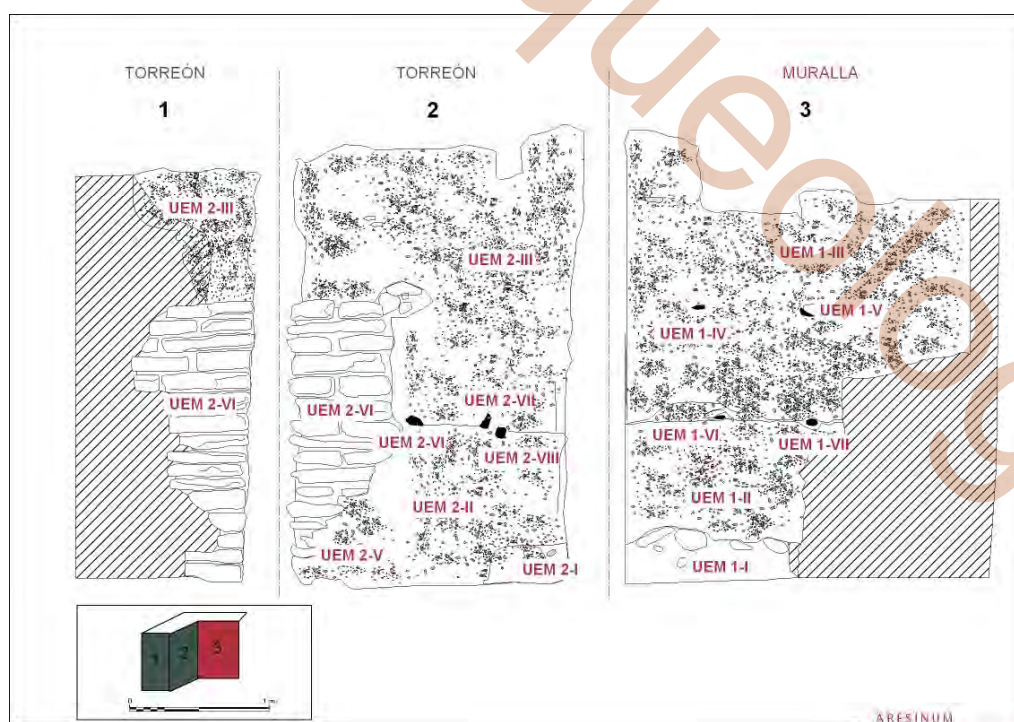 TORREÓN
1
UEM 2-III
UEM 2-VI
TORREÓN
2
UEM 2-III
UEM 2-VI
UEM 2-VII
UEM 2-VI
UEM 2-VIII
UEM 2-II
UEM 2-V
UEM 2-I
MURALLA
3
UEM 1-III
UEM 1-V
UEM 1-IV
UEM 1-VI
UEM 1-VII
UEM 1-II
UEM 1-I
1 2 3
0
ARESINUM
queolog